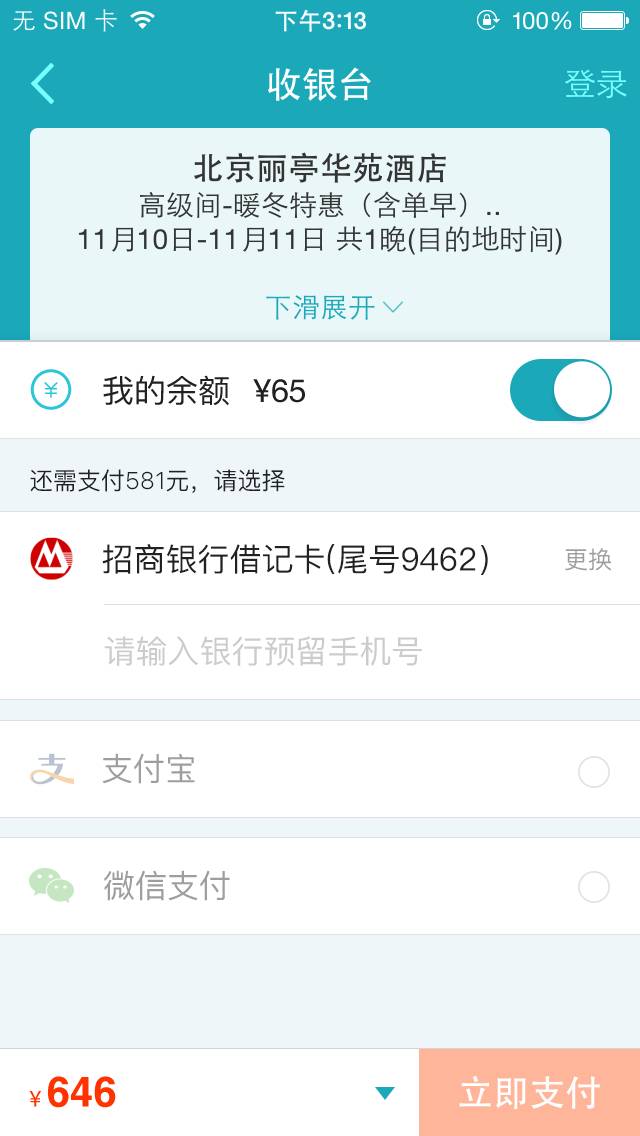 无 SIM 卡 下午3:13 100%
收银台 登录
北京丽亭华苑酒店
高级间-暖冬特惠（含单早）..
11月10日-11月11日 共1晚(目的地时间)
下滑展开
¥ 我的余额 ¥65
还需支付581元，请选择
招商银行借记卡(尾号9462) 更换
请输入银行预留手机号
支 支付宝
微信支付
¥646 立即支付